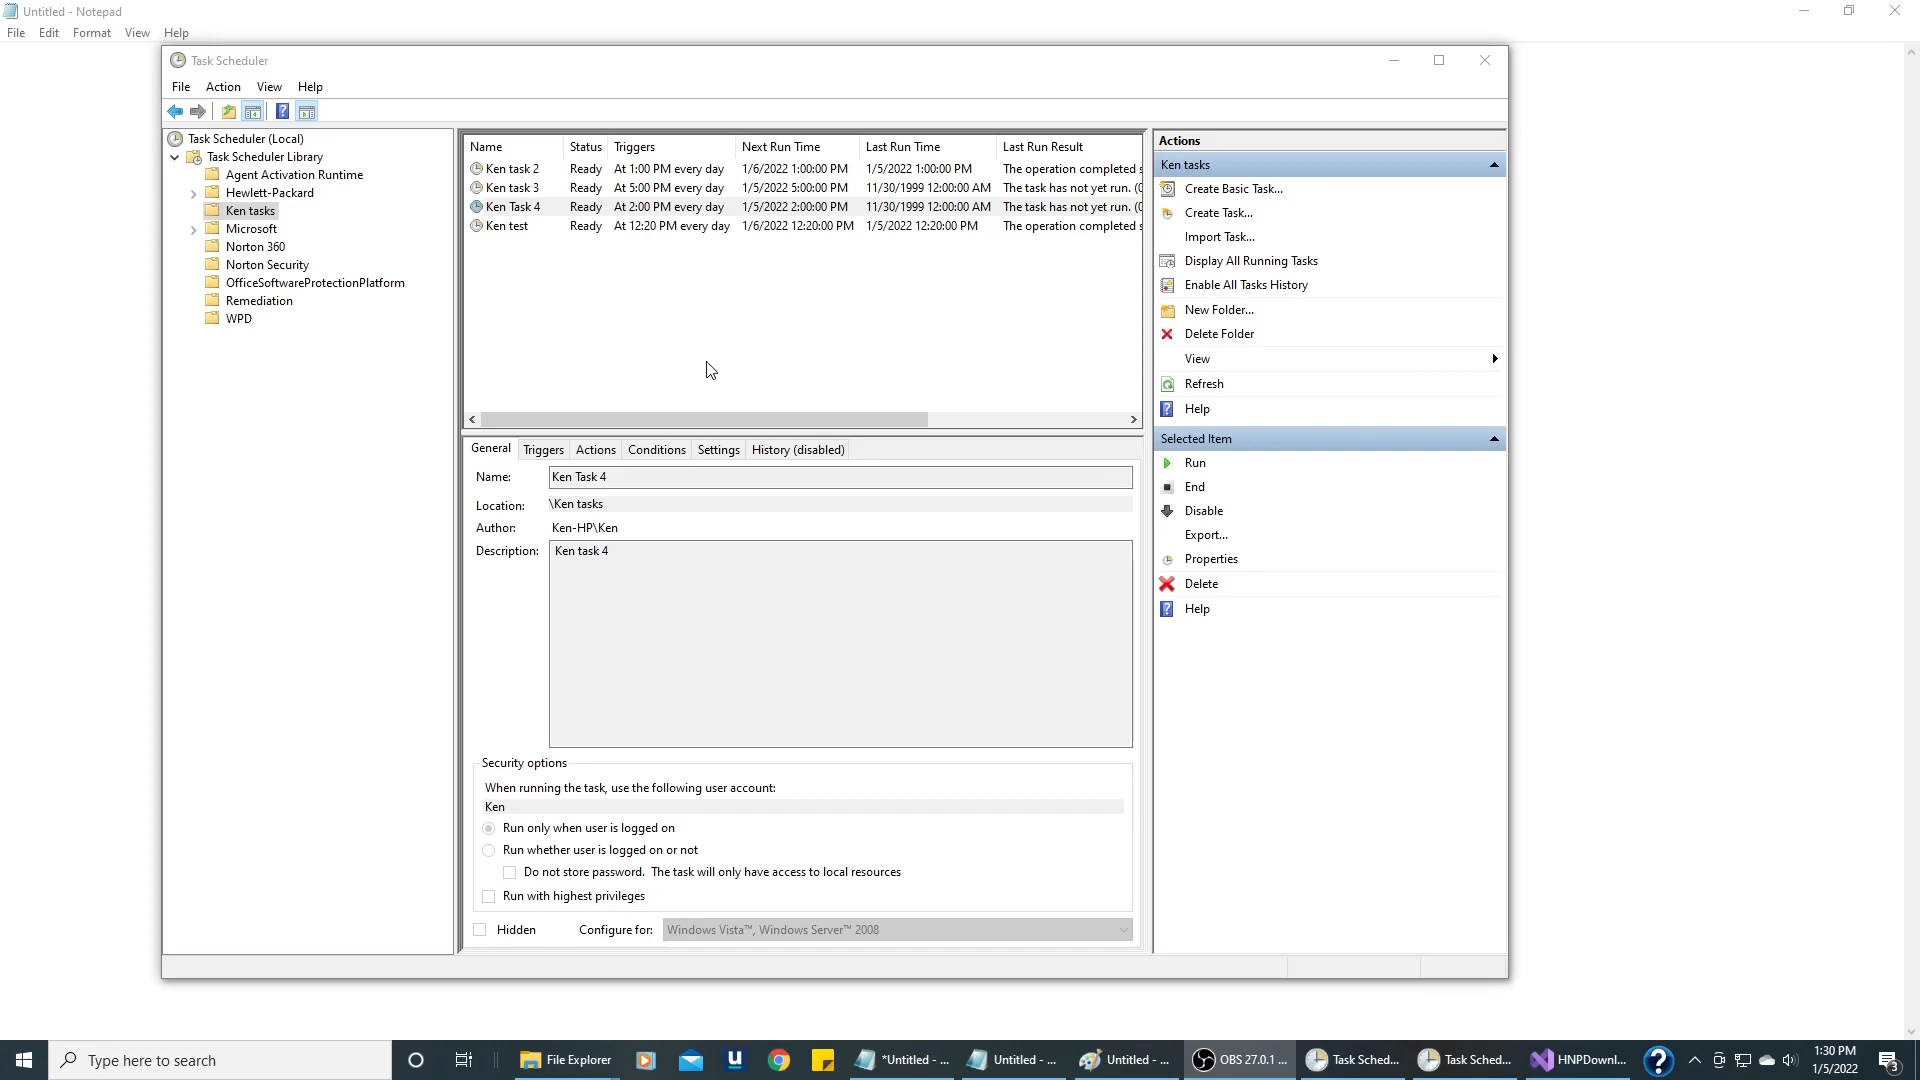 Untitled - Notepad
File Edit Format View Help
Task Scheduler
File Action View Help
Task Scheduler (Local)
Task Scheduler Library
Agent Activation Runtime
Hewlett-Packard
Ken tasks
Microsoft
Norton 360
Norton Security
OfficeSoftwareProtectionPlatform
Remediation
WPD
Name Status Triggers Next Run Time Last Run Time Last Run Result
Ken task 2 Ready At 1:00 PM every day 1/6/2022 1:00:00 PM 1/5/2022 1:00:00 PM The operation completed s
Ken task 3 Ready At 5:00 PM every day 1/5/2022 5:00:00 PM 11/30/1999 12:00:00 AM The task has not yet run. (0
Ken Task 4 Ready At 2:00 PM every day 1/5/2022 2:00:00 PM 11/30/1999 12:00:00 AM The task has not yet run. (0
Ken test Ready At 12:20 PM every day 1/6/2022 12:20:00 PM 1/5/2022 12:20:00 PM The operation completed s
General Triggers Actions Conditions Settings History (disabled)
Name: Ken Task 4
Location: \Ken tasks
Author: Ken-HP\Ken
Description: Ken task 4
Security options
When running the task, use the following user account:
Ken
Run only when user is logged on
Run whether user is logged on or not
Do not store password. The task will only have access to local resources
Run with highest privileges
Hidden Configure for: Windows Vista™, Windows Server™ 2008
Actions
Ken tasks
Create Basic Task...
Create Task...
Import Task...
Display All Running Tasks
Enable All Tasks History
New Folder...
Delete Folder
View
Refresh
Help
Selected Item
Run
End
Disable
Export...
Properties
Delete
Help
Type here to search
File Explorer
*Untitled - ...
Untitled - ...
Untitled - ...
OBS 27.0.1 ...
Task Sched...
Task Sched...
HNPDownl...
1:30 PM
1/5/2022
3